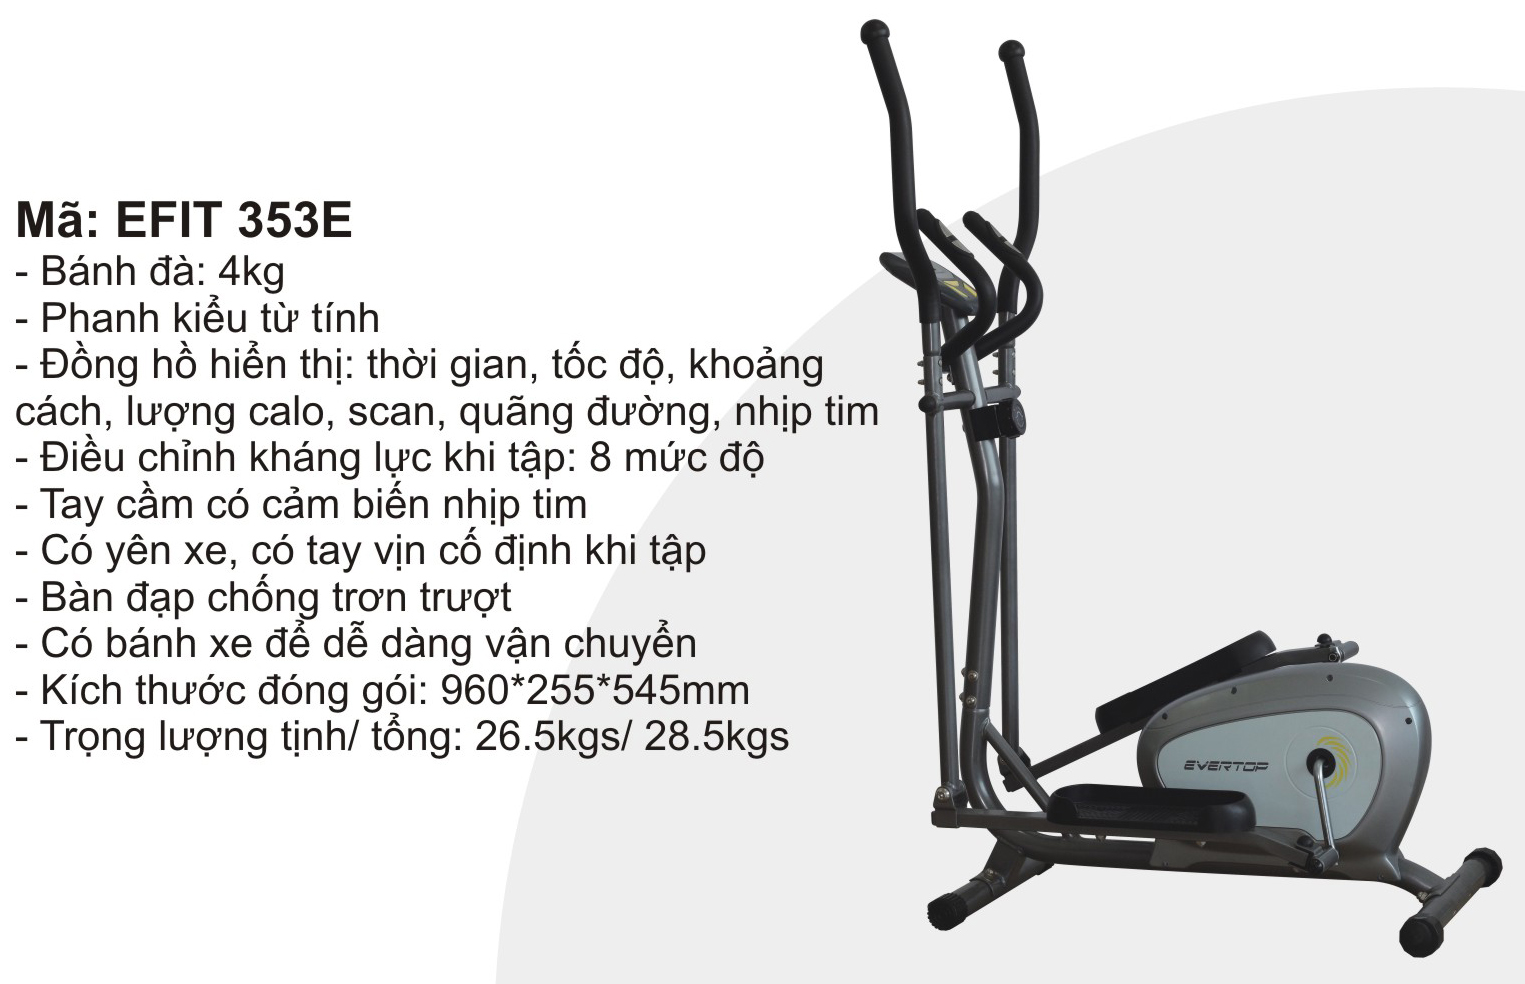 Mã: EFIT 353E
- Bánh đà: 4kg
- Phanh kiểu từ tính
- Đồng hồ hiển thị: thời gian, tốc độ, khoảng
cách, lượng calo, scan, quãng đường, nhịp tim
- Điều chỉnh kháng lực khi tập: 8 mức độ
- Tay cầm có cảm biến nhịp tim
- Có yên xe, có tay vịn cố định khi tập
- Bàn đạp chống trơn trượt
- Có bánh xe để dễ dàng vận chuyển
- Kích thước đóng gói: 960*255*545mm
- Trọng lượng tịnh/ tổng: 26.5kgs/ 28.5kgs
EVERTOP